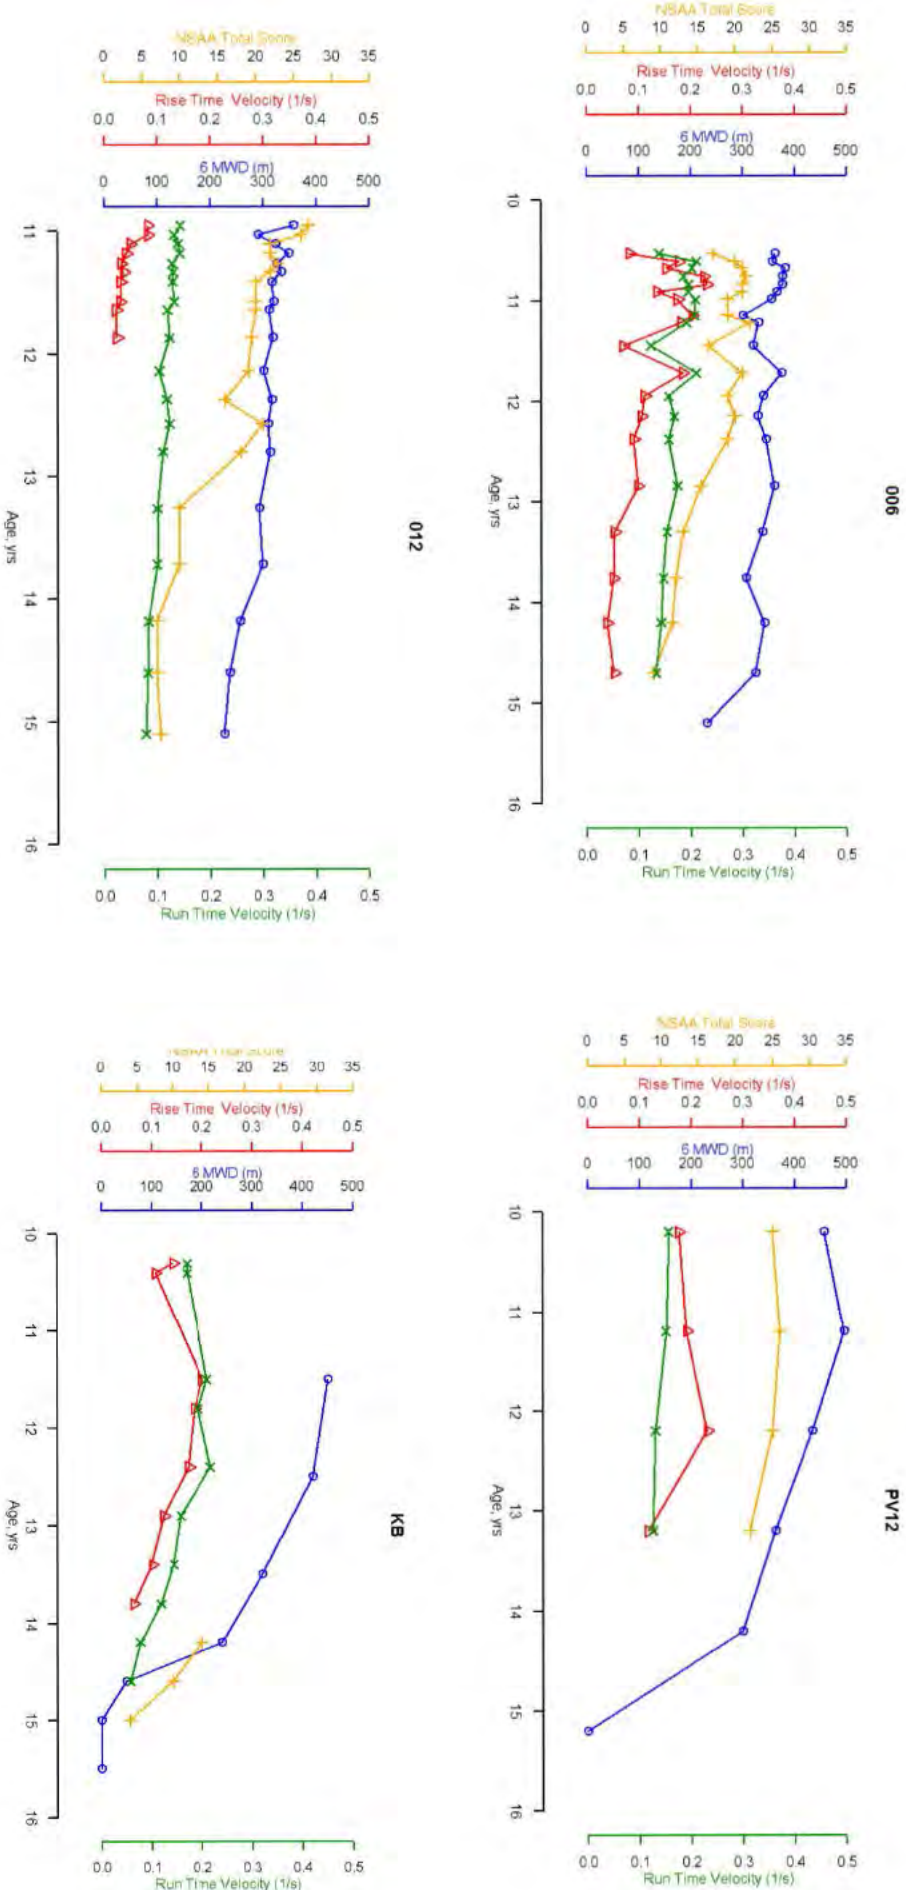 NSAA Total Score
0 5 10 15 20 25 30 35
Rise Time Velocity (1/s)
0.0 0.1 0.2 0.3 0.4 0.5
6 MWD (m)
0 100 200 300 400 500
10 11 12 13 14 15 16
Age, yrs
006
0.0 0.1 0.2 0.3 0.4 0.5
Run Time Velocity (1/s)
NSAA Total Score
0 5 10 15 20 25 30 35
Rise Time Velocity (1/s)
0.0 0.1 0.2 0.3 0.4 0.5
6 MWD (m)
0 100 200 300 400 500
10 11 12 13 14 15 16
Age, yrs
PV12
0.0 0.1 0.2 0.3 0.4 0.5
Run Time Velocity (1/s)
NSAA Total Score
0 5 10 15 20 25 30 35
Rise Time Velocity (1/s)
0.0 0.1 0.2 0.3 0.4 0.5
6 MWD (m)
0 100 200 300 400 500
11 12 13 14 15 16
Age, yrs
012
0.0 0.1 0.2 0.3 0.4 0.5
Run Time Velocity (1/s)
NSAA Total Score
0 5 10 15 20 25 30 35
Rise Time Velocity (1/s)
0.0 0.1 0.2 0.3 0.4 0.5
6 MWD (m)
0 100 200 300 400 500
10 11 12 13 14 15 16
Age, yrs
KB
0.0 0.1 0.2 0.3 0.4 0.5
Run Time Velocity (1/s)